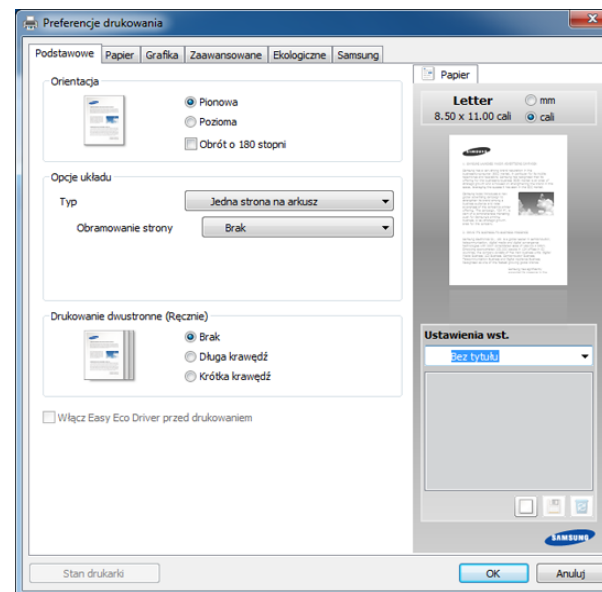 Preferencje drukowania
Podstawowe Papier Grafika Zaawansowane Ekologiczne Samsung
Orientacja
Pionowa
Pozioma
Obrót o 180 stopni
Opcje układu
Typ Jedna strona na arkusz
Obramowanie strony Brak
Drukowanie dwustronne (Ręcznie)
Brak
Długa krawędź
Krótka krawędź
Włącz Easy Eco Driver przed drukowaniem
Papier
Letter mm
8.50 x 11.00 cali cali
Ustawienia wst.
Bez tytułu
SAMSUNG
Stan drukarki OK Anuluj